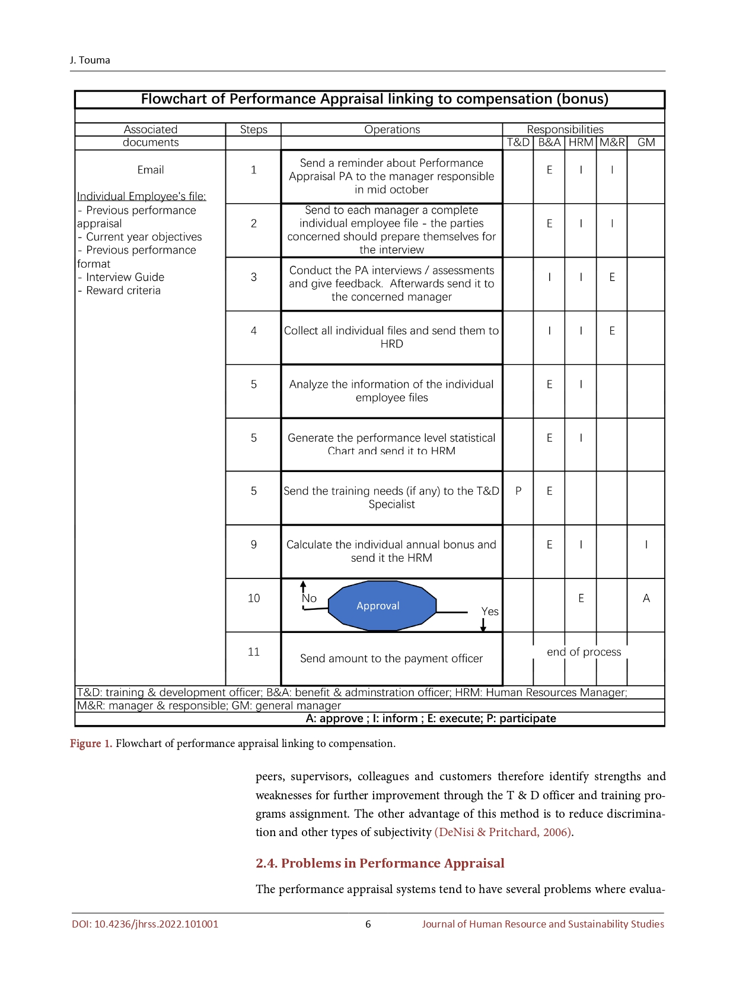 J. Touma
Flowchart of Performance Appraisal linking to compensation (bonus)
Associated documents Steps Operations Responsibilities
T&D B&A HRM M&R GM
Email
Individual Employee's file:
- Previous performance
appraisal
- Current year objectives
- Previous performance
format
- Interview Guide
- Reward criteria
1 Send a reminder about Performance
Appraisal PA to the manager responsible
in mid october
E I I
2 Send to each manager a complete
individual employee file - the parties
concerned should prepare themselves for
the interview
E I I
3 Conduct the PA interviews / assessments
and give feedback. Afterwards send it to
the concerned manager
I I E
4 Collect all individual files and send them to
HRD
I I E
5 Analyze the information of the individual
employee files
E I
5 Generate the performance level statistical
Chart and send it to HRM
E I
5 Send the training needs (if any) to the T&D
Specialist
P E
9 Calculate the individual annual bonus and
send it the HRM
E I I
10 No Approval Yes
E A
11 Send amount to the payment officer
end of process
T&D: training & development officer; B&A: benefit & adminstration officer; HRM: Human Resources Manager;
M&R: manager & responsible; GM: general manager
A: approve ; I: inform ; E: execute; P: participate
Figure 1. Flowchart of performance appraisal linking to compensation.
peers, supervisors, colleagues and customers therefore identify strengths and
weaknesses for further improvement through the T & D officer and training pro-
grams assignment. The other advantage of this method is to reduce discrimina-
tion and other types of subjectivity (DeNisi & Pritchard, 2006).
2.4. Problems in Performance Appraisal
The performance appraisal systems tend to have several problems where evalua-
DOI: 10.4236/jhrss.2022.101001 6 Journal of Human Resource and Sustainability Studies